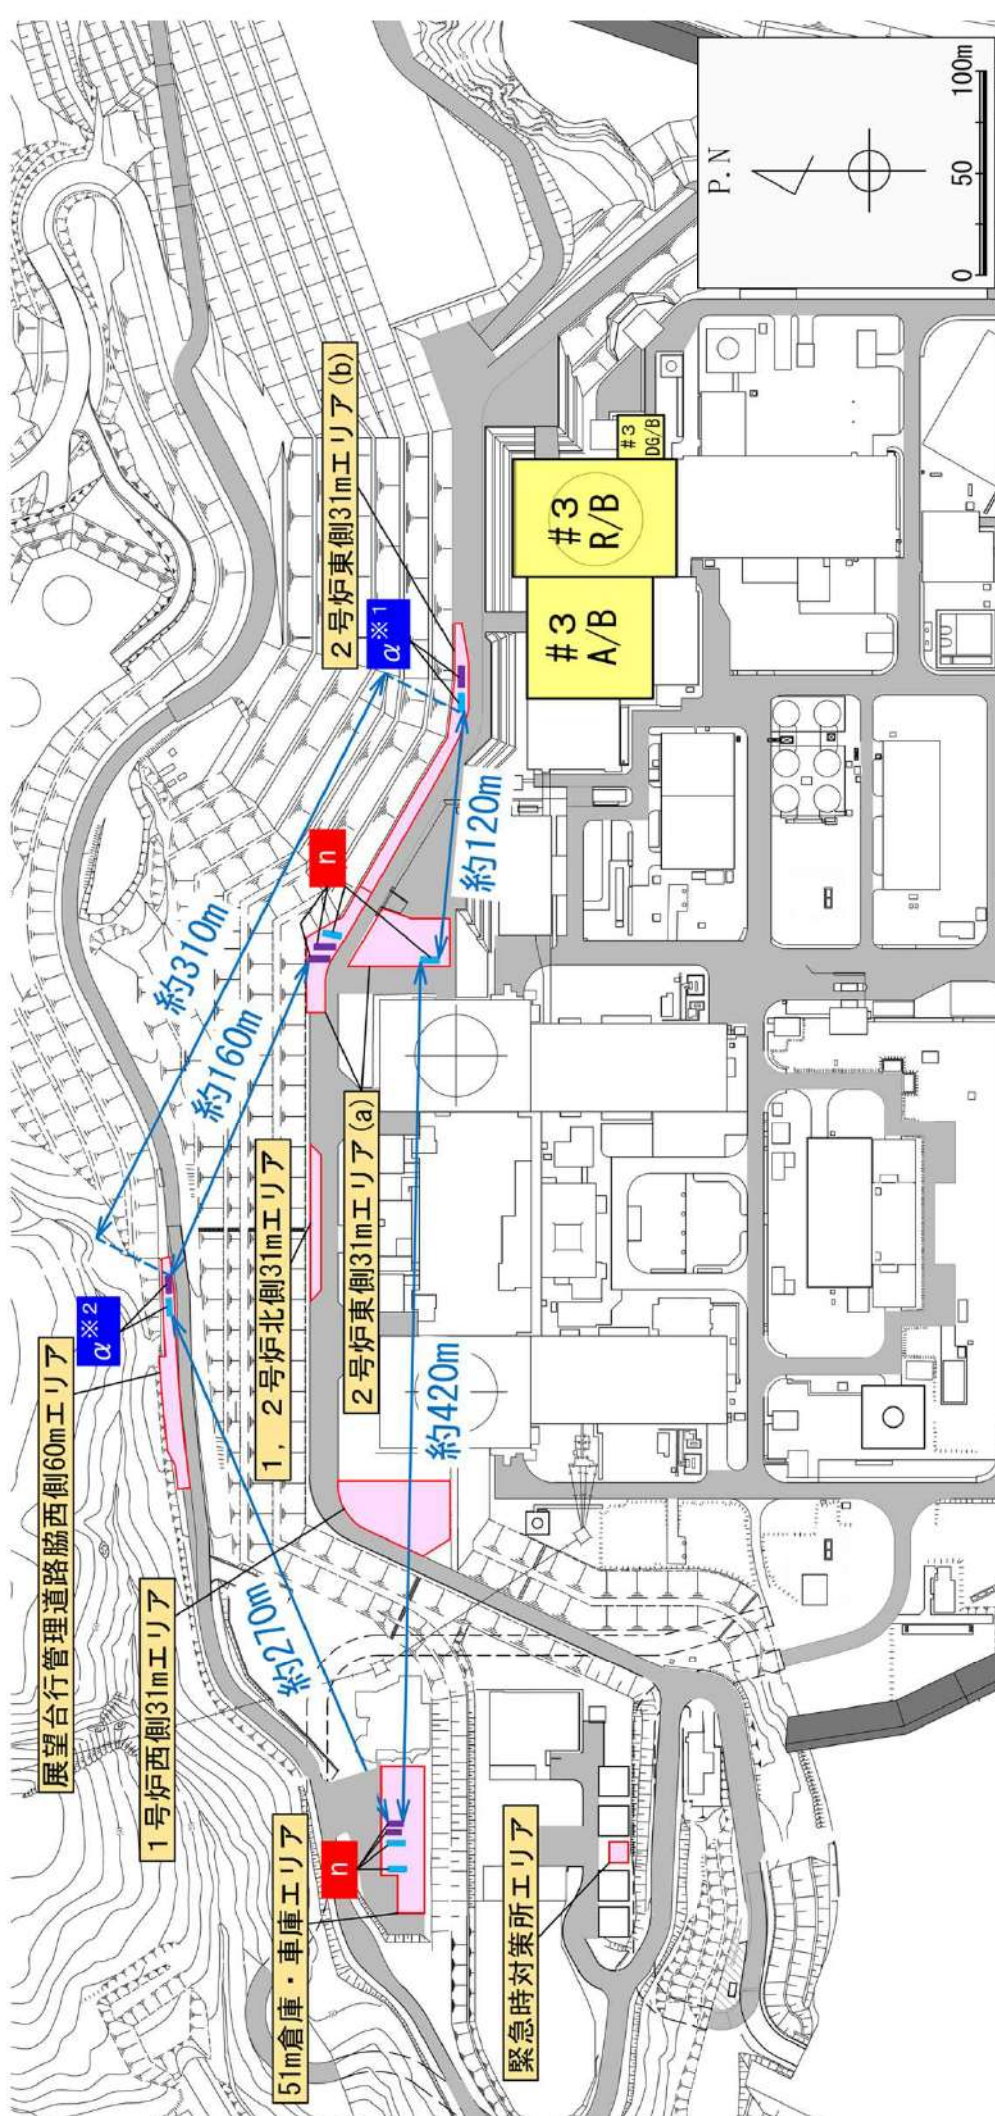 展望台行管理道路脇西側60mエリア
α※2
1号炉西側31mエリア
51m倉庫・車庫エリア
n
緊急時対策所エリア
約270m
約420m
1，2号炉北側31mエリア
2号炉東側31mエリア(a)
約310m
約160m
n
約120m
2号炉東側31mエリア(b)
α※1
#3
A/B
#3
R/B
#3
DG/B
P.N
0 50 100m